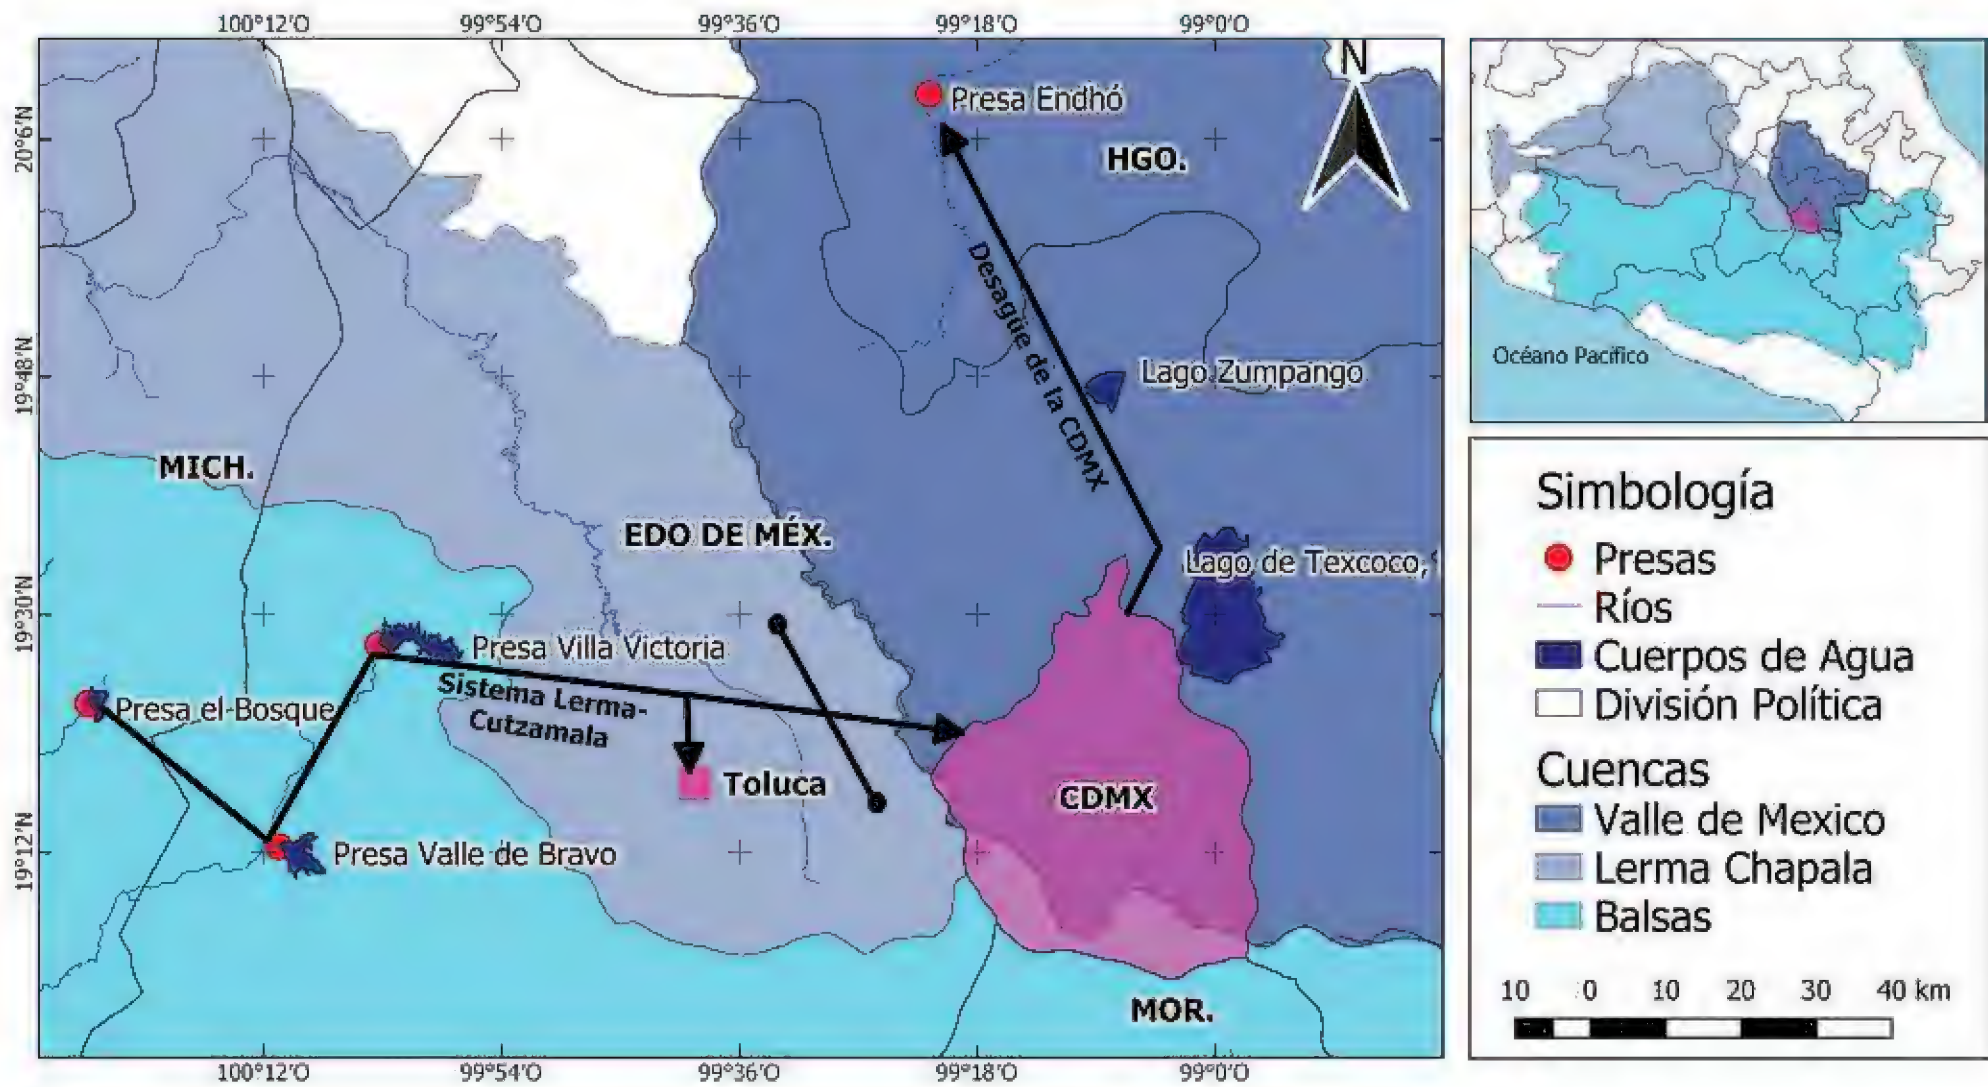 100°12'O 99°54'O 99°36'O 99°18'O 99°0'O
N
Presa Endhó
20°6'N
HGO.
Desagüe de la CDMX
19°48'N
Lago Zumpango
MICH.
EDO DE MÉX.
Lago de Texcoco,
19°30'N
Presa Villa Victoria
Sistema Lerma-
Cutzamala
Presa el Bosque
Toluca
CDMX
19°12'N
Presa Valle de Bravo
MOR.
100°12'O 99°54'O 99°36'O 99°18'O 99°0'O
Océano Pacífico
Simbología
Presas
Ríos
Cuerpos de Agua
División Política
Cuencas
Valle de Mexico
Lerma Chapala
Balsas
10 0 10 20 30 40 km